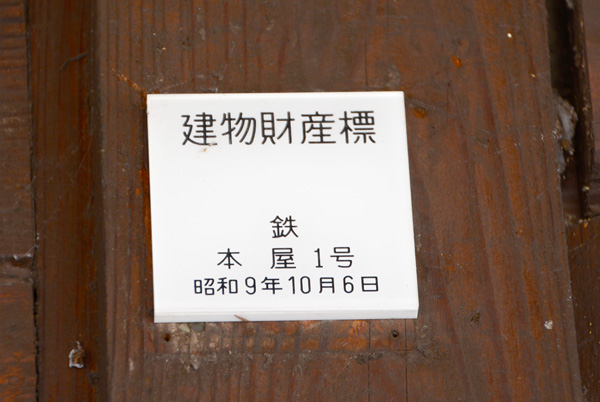 建物財産標
鉄
本 屋 1号
昭和9年10月6日